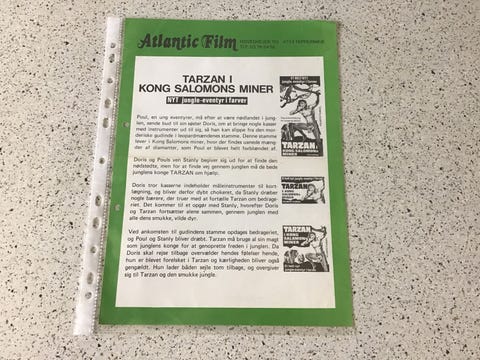 Atlantic Film
TARZAN I
KONG SALOMONS MINER
NYT jungle-eventyr i farver
Poul, en ung eventyrer, må efter at være nødlandet i jung-
len, sende bud til sin søster Doris, om at bringe nogle kasser
med instrumenter ud til sig, så han kan slippe fra den mor-
deriske gudinde i leopardmændenes stamme. Denne stamme
lever i Kong Salomons miner, hvor der findes uanede mæng-
der af diamanter, som Poul er blevet helt forblændet af.
Doris og Pouls ven Stanly begiver sig ud for at finde den
nødstedte, men for at finde vej gennem junglen må de bede
junglens konge TARZAN om hjælp.
Doris tror kasserne indeholder måleinstrumenter til kort-
lægning, og bliver derfor dybt chokeret, da Stanly dræber
nogle bærere, der truer med at fortælle Tarzan om bedrage-
riet. Det kommer til et opgør med Stanly, hvorefter Doris
og Tarzan fortsætter alene sammen, gennem junglen med
alle dens smukke, vilde dyr.
Ved ankomsten til gudindens stamme opdages bedrageriet,
og Poul og Stanly bliver dræbt. Tarzan må bruge al sin magt
som junglens konge for at genoprette freden i junglen. Da
Doris skal rejse tilbage overvælder hendes følelser hende,
hun er blevet forelsket i Tarzan og kærligheden bliver også
gengældt. Hun lader båden sejle tom tilbage, og overgiver
sig til Tarzan og den smukke jungle.
TARZAN
I KONG
SALOMON'S
MINER
TARZAN
TARZAN
I KONG
SALOMON'S
MINER